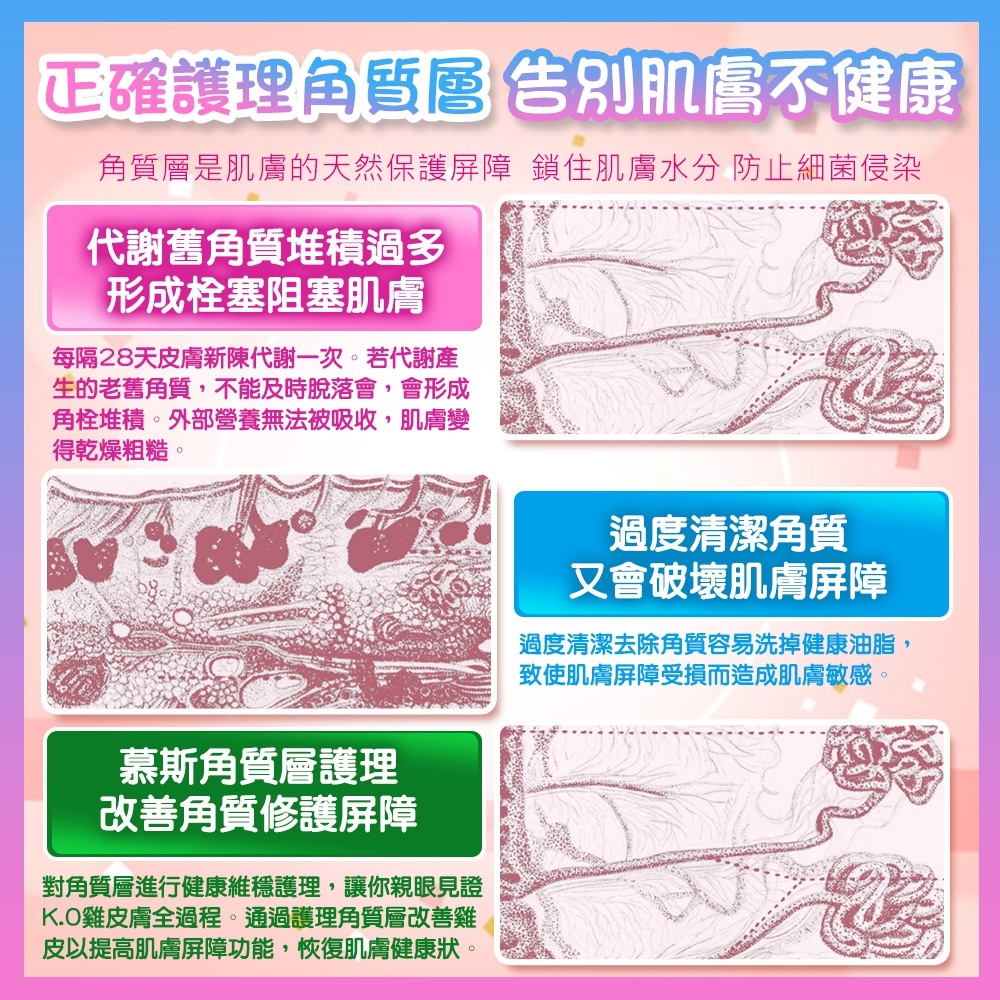 正確護理角質層 告別肌膚不健康
角質層是肌膚的天然保護屏障 鎖住肌膚水分 防止細菌侵染
代謝舊角質堆積過多
形成栓塞阻塞肌膚
每隔28天皮膚新陳代謝一次。若代謝產
生的老舊角質，不能及時脫落會，會形成
角栓堆積。外部營養無法被吸收，肌膚變
得乾燥粗糙。
過度清潔角質
又會破壞肌膚屏障
過度清潔去除角質容易洗掉健康油脂，
致使肌膚屏障受損而造成肌膚敏感。
慕斯角質層護理
改善角質修護屏障
對角質層進行健康維穩護理，讓你親眼見證
K.O雞皮膚全過程。通過護理角質層改善雞
皮以提高肌膚屏障功能，恢復肌膚健康狀。